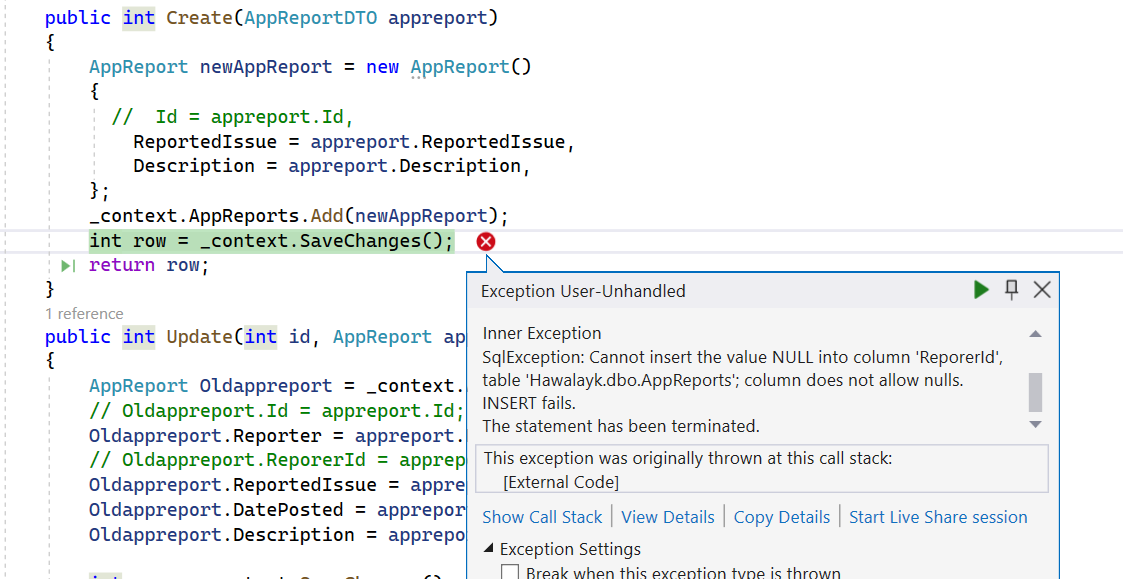 public int Create(AppReportDTO appreport)
{
AppReport newAppReport = new AppReport()
{
//  Id = appreport.Id,
ReportedIssue = appreport.ReportedIssue,
Description = appreport.Description,
};
_context.AppReports.Add(newAppReport);
int row = _context.SaveChanges();
return row;
}
1 reference
public int Update(int id, AppReport ap
{
AppReport Oldappreport = _context.
// Oldappreport.Id = appreport.Id;
Oldappreport.Reporter = appreport.
// Oldappreport.ReporerId = apprep
Oldappreport.ReportedIssue = appre
Oldappreport.DatePosted = apprepor
Oldappreport.Description = apprepo
Exception User-Unhandled
Inner Exception
SqlException: Cannot insert the value NULL into column 'ReporerId',
table 'Hawalayk.dbo.AppReports'; column does not allow nulls.
INSERT fails.
The statement has been terminated.
This exception was originally thrown at this call stack:
[External Code]
Show Call Stack | View Details | Copy Details | Start Live Share session
Exception Settings
Break when this exception type is thrown